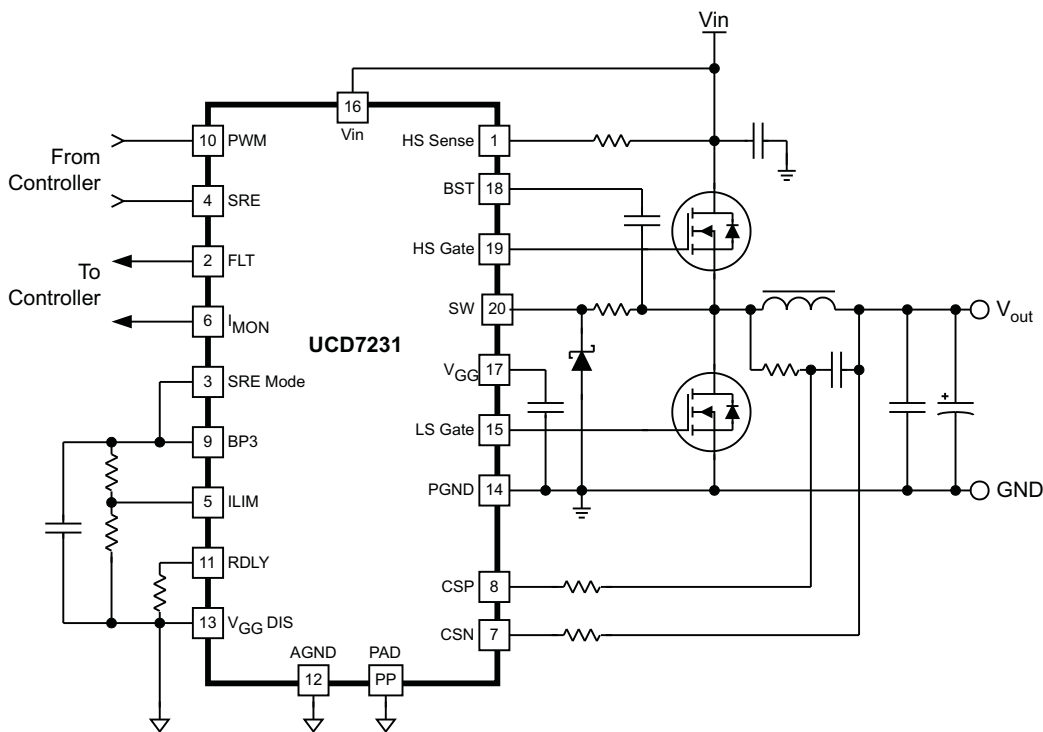 Vin
16
Vin
From
Controller
10 PWM
4 SRE
To
Controller
2 FLT
6 IMON
3 SRE Mode
9 BP3
5 ILIM
11 RDLY
13 VGG DIS
UCD7231
HS Sense 1
BST 18
HS Gate 19
SW 20
VGG 17
LS Gate 15
PGND 14
CSP 8
CSN 7
AGND
12
PAD
PP
Vout
+
GND